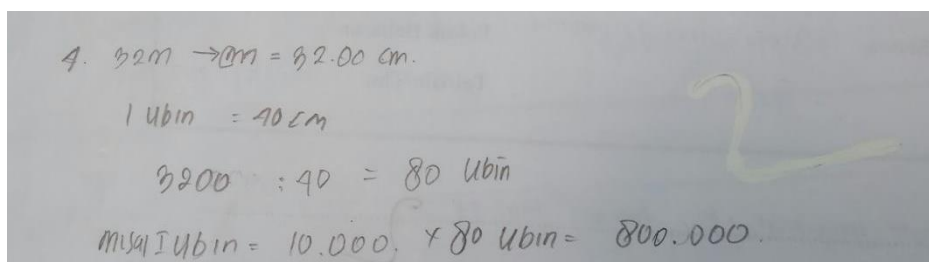 4. 32m → cm = 32.00 cm.
1 Ubin = 40 cm
3200 : 40 = 80 Ubin
misal I Ubin = 10.000. x 80 Ubin = 800.000.
2